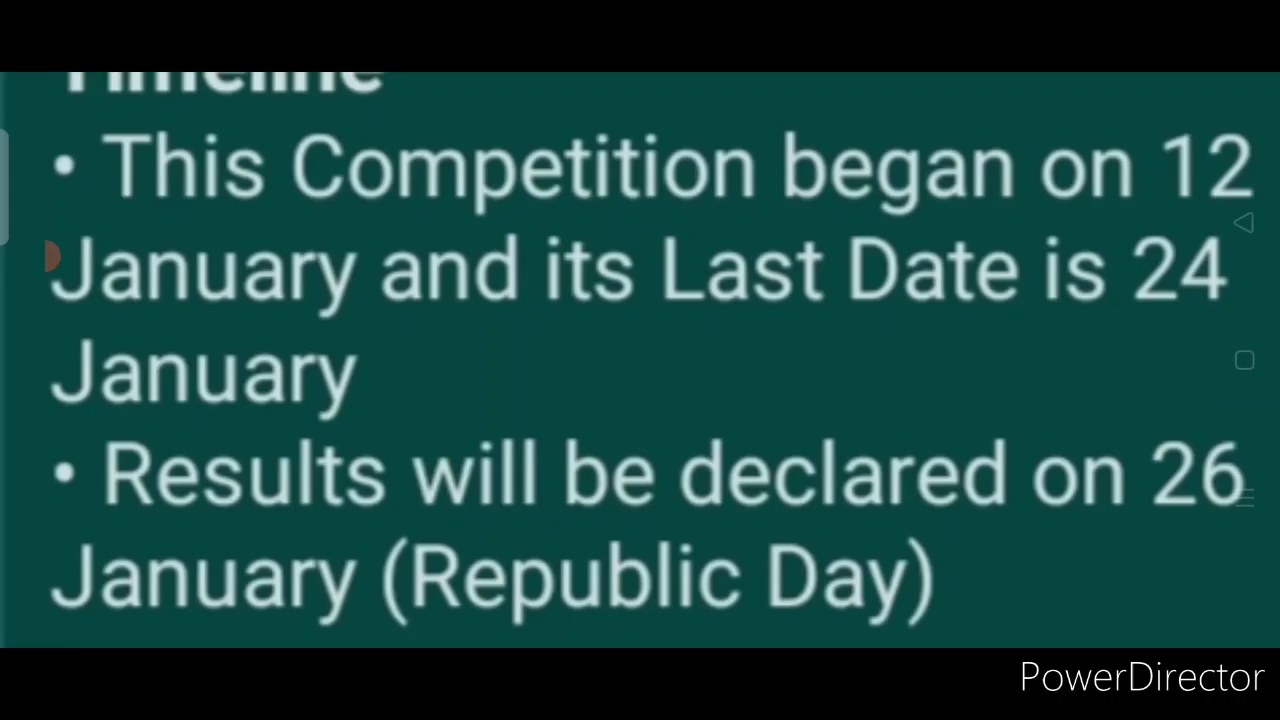 Timeline
• This Competition began on 12
January and its Last Date is 24
January
• Results will be declared on 26
January (Republic Day)
PowerDirector